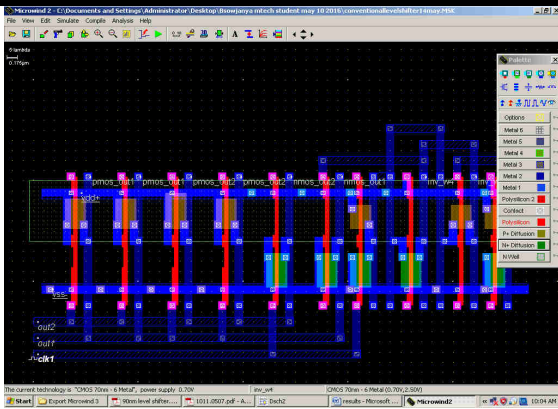 Microwind 2 - C:\Documents and Settings\Administrator\Desktop\Bsowjanya mtech student may 18 2016\conventionallevelshifter14may.MSK
File View Edit Simulate Compile Analysis Help
5 lambda
0.175µm
Palette
Options
Metal 6
Metal 5
Metal 4
Metal 3
Metal 2
Metal 1
Polysilicon 2
Contact
Polysilicon
P+ Diffusion
N+ Diffusion
N Well
pmos_out1 pmos_out1 pmos_out2 pmos_out2 nmos_out2 nmos_out1 inv_w4
Vdd+
Vss-
out2
out1
clk1
The current technology is "CMOS 70nm - 6 Metal", power supply 0.70V inv_w4 CMOS 70nm - 6 Metal (0.70V,2.50V)
Start Export Microwind 3 90nm level shifter.... 1011.0507.pdf - A... Dsch2 results - Microsoft ... Microwind2 10:04 AM